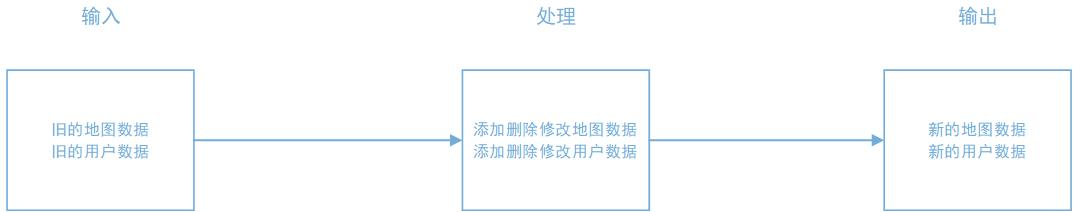 输入
处理
输出
旧的地图数据
旧的用户数据
添加删除修改地图数据
添加删除修改用户数据
新的地图数据
新的用户数据